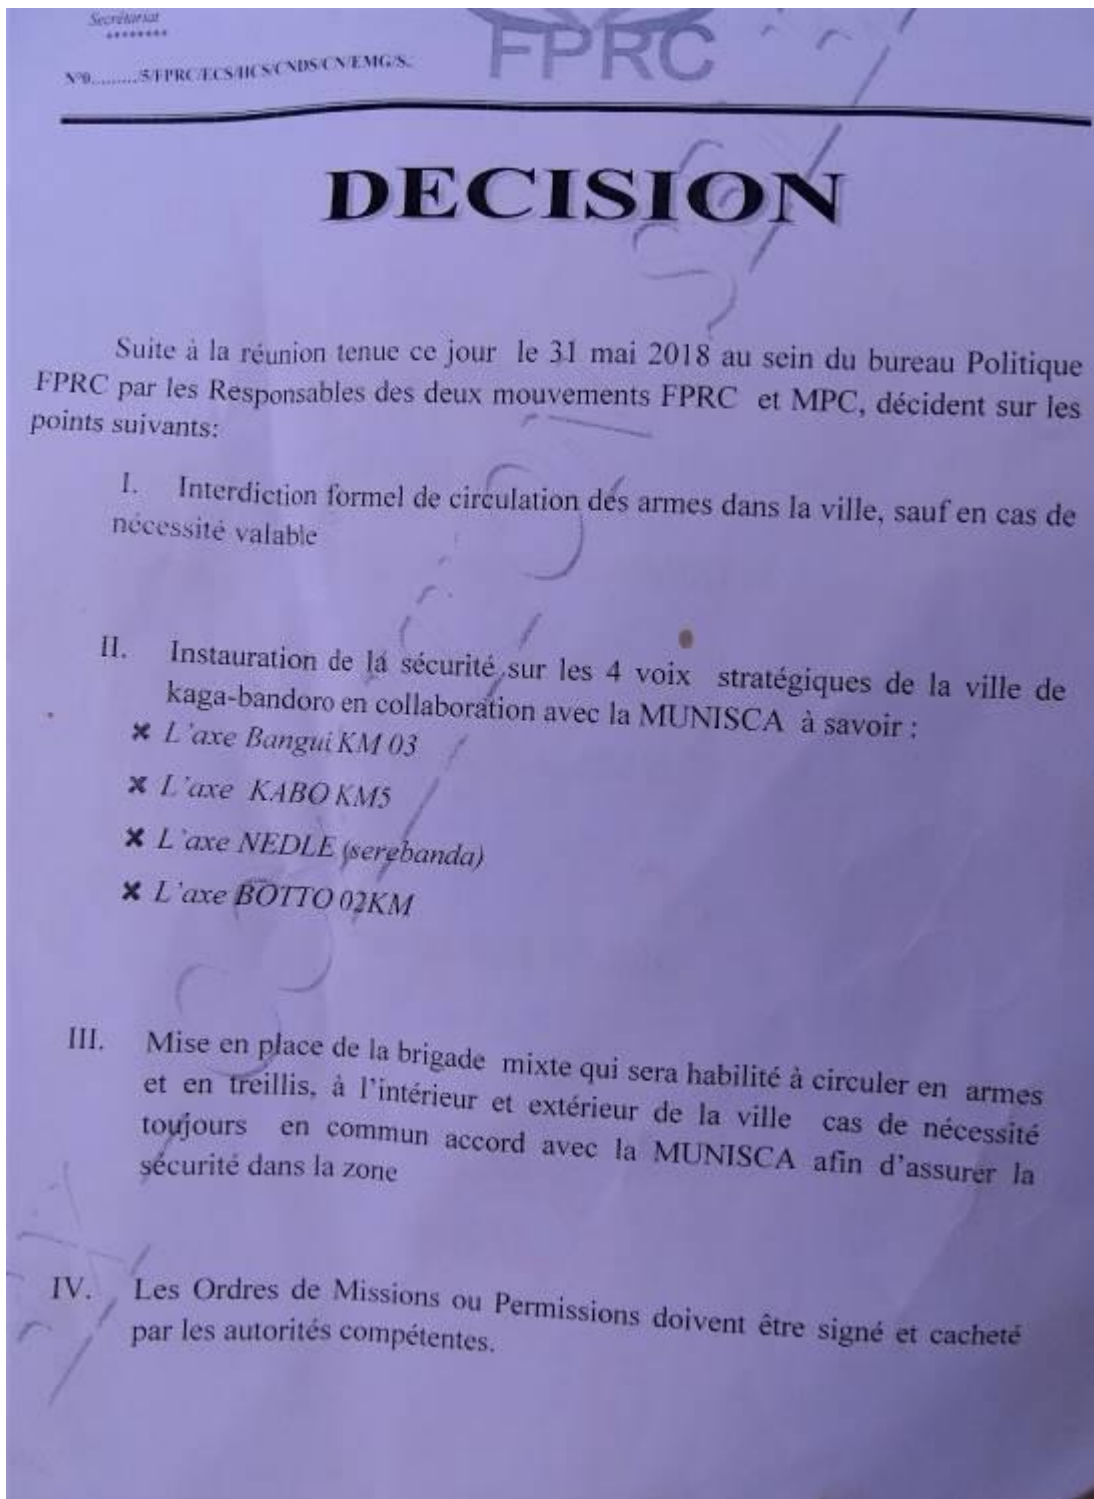 Secrétariat
********
N°0.........5/FPRC/ECS/HCS/CNDS/CN/EMG/S.
FPRC
DECISION
Suite à la réunion tenue ce jour le 31 mai 2018 au sein du bureau Politique
FPRC par les Responsables des deux mouvements FPRC et MPC, décident sur les
points suivants:
I. Interdiction formel de circulation des armes dans la ville, sauf en cas de
nécessité valable
II. Instauration de la sécurité sur les 4 voix stratégiques de la ville de
kaga-bandoro en collaboration avec la MUNISCA à savoir :
✖ L'axe Bangui KM 03
✖ L'axe KABO KM5
✖ L'axe NEDLE (serebanda)
✖ L'axe BOTTO 02KM
III. Mise en place de la brigade mixte qui sera habilité à circuler en armes
et en treillis, à l'intérieur et extérieur de la ville cas de nécessité
toujours en commun accord avec la MUNISCA afin d'assurer la
sécurité dans la zone
IV. Les Ordres de Missions ou Permissions doivent être signé et cacheté
par les autorités compétentes.